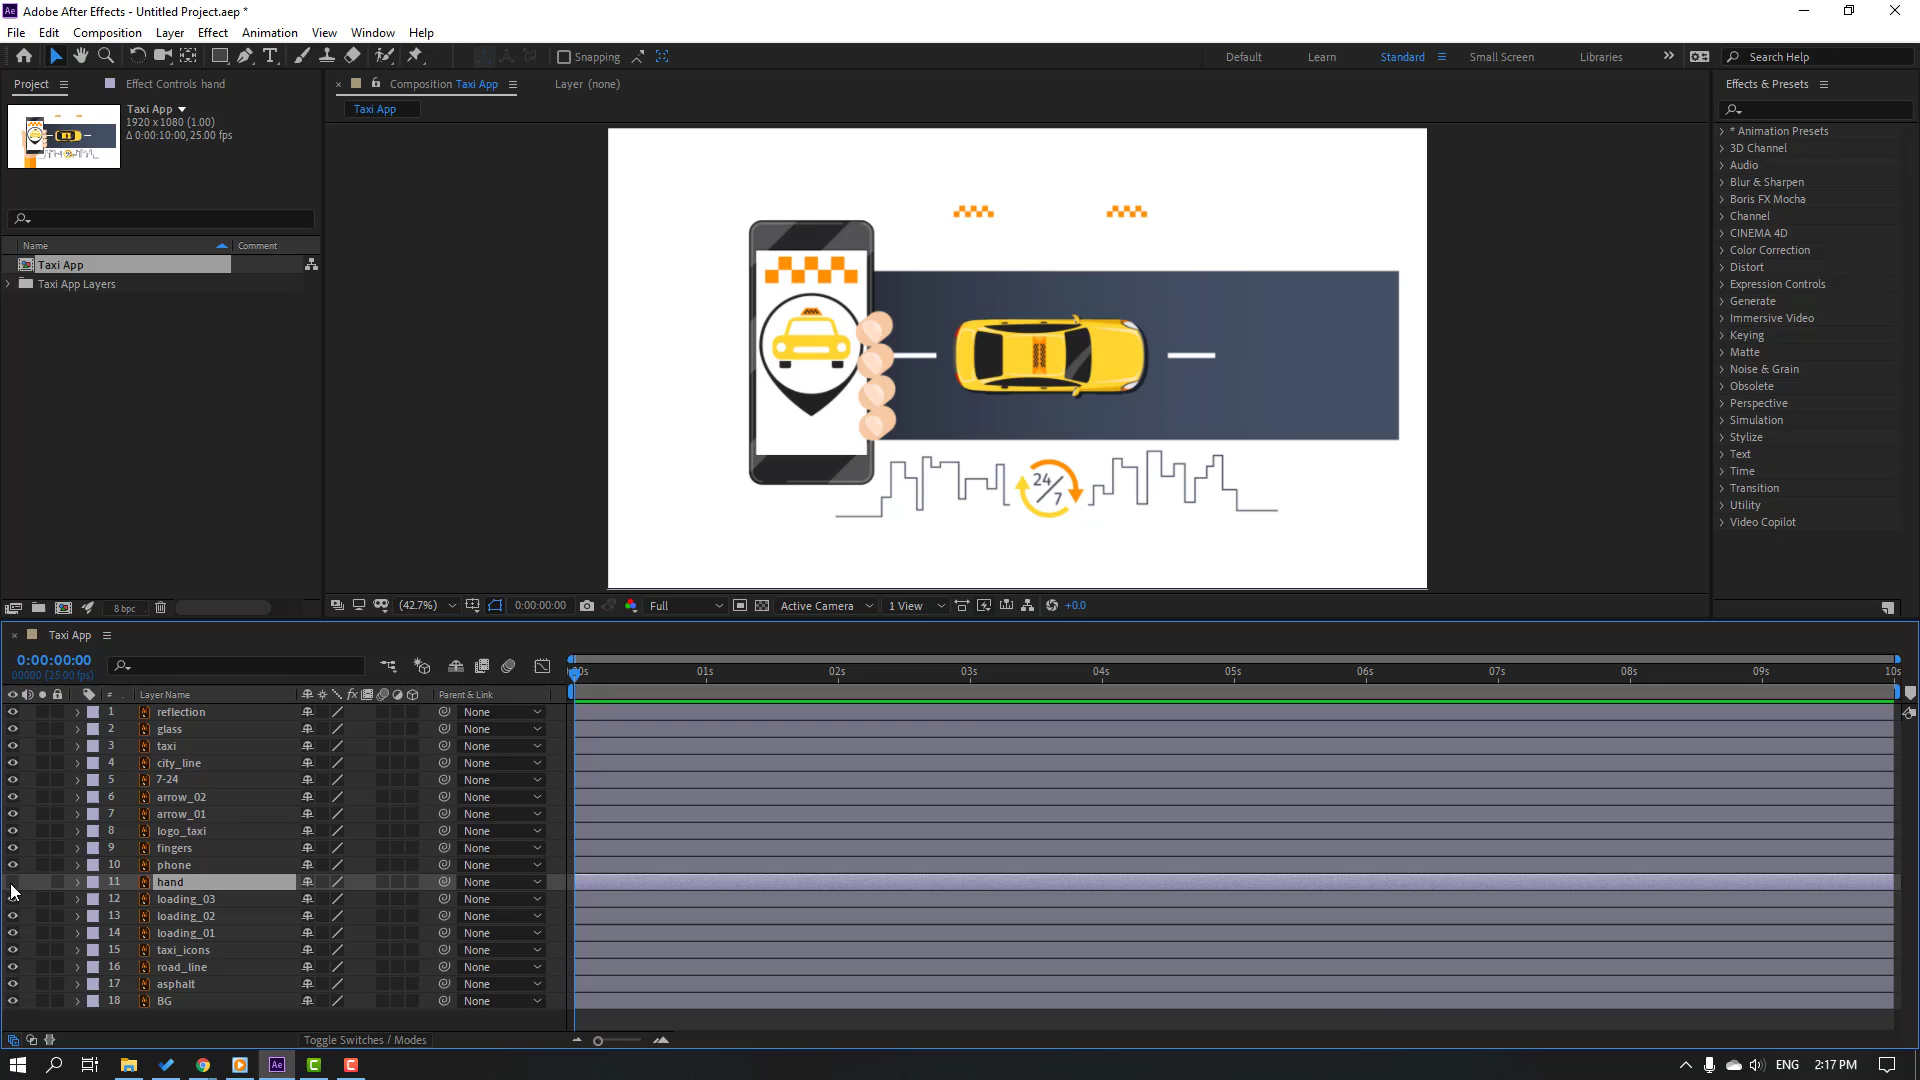 Adobe After Effects - Untitled Project.aep *
File Edit Composition Layer Effect Animation View Window Help
Snapping Default Learn Standard Small Screen Libraries Search Help
Project Effect Controls hand Composition Taxi App Layer (none) Effects & Presets
Taxi App
Taxi App
1920 x 1080 (1.00)
Δ 0:00:10:00, 25.00 fps
Name Comment
Taxi App
Taxi App Layers
* Animation Presets
3D Channel
Audio
Blur & Sharpen
Boris FX Mocha
Channel
CINEMA 4D
Color Correction
Distort
Expression Controls
Generate
Immersive Video
Keying
Matte
Noise & Grain
Obsolete
Perspective
Simulation
Stylize
Text
Time
Transition
Utility
Video Copilot
24
7
8 bpc (42.7%) 0:00:00:00 Full Active Camera 1 View +0.0
Taxi App
0:00:00:00
00000 (25.00 fps)
01s 02s 03s 04s 05s 06s 07s 08s 09s 10s
# Layer Name Parent & Link
1 reflection None
2 glass None
3 taxi None
4 city_line None
5 7-24 None
6 arrow_02 None
7 arrow_01 None
8 logo_taxi None
9 fingers None
10 phone None
11 hand None
12 loading_03 None
13 loading_02 None
14 loading_01 None
15 taxi_icons None
16 road_line None
17 asphalt None
18 BG None
Toggle Switches / Modes
Ae ENG 2:17 PM